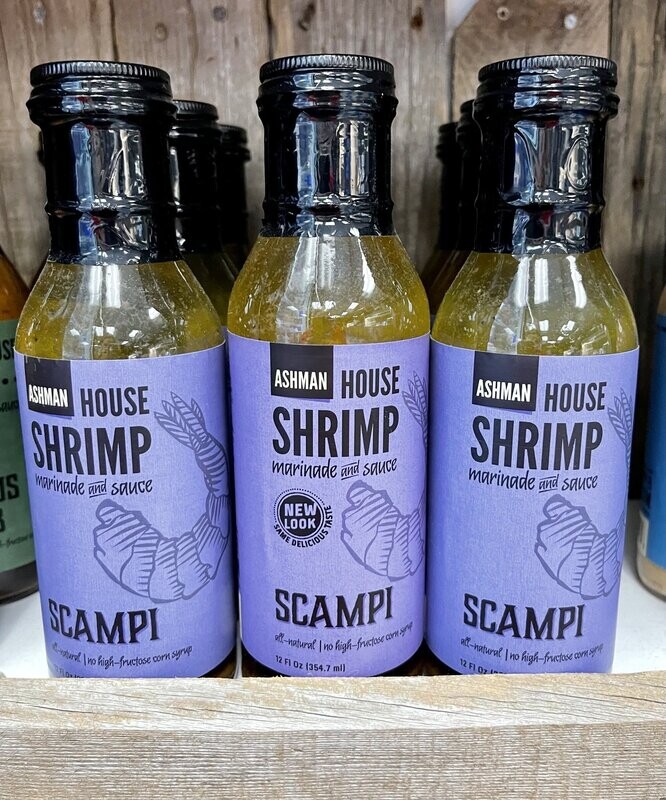 ASHMAN HOUSE
SHRIMP
marinade and sauce
SCAMPI
all-natural | no high-fructose corn syrup
ASHMAN HOUSE
SHRIMP
marinade and sauce
NEW
LOOK
SAME DELICIOUS TASTE
SCAMPI
all-natural | no high-fructose corn syrup
12 Fl Oz (354.7 ml)
ASHMAN HOUSE
SHRIMP
marinade and sauce
SCAMPI
all-natural | no high-fructose corn syrup
12 Fl Oz